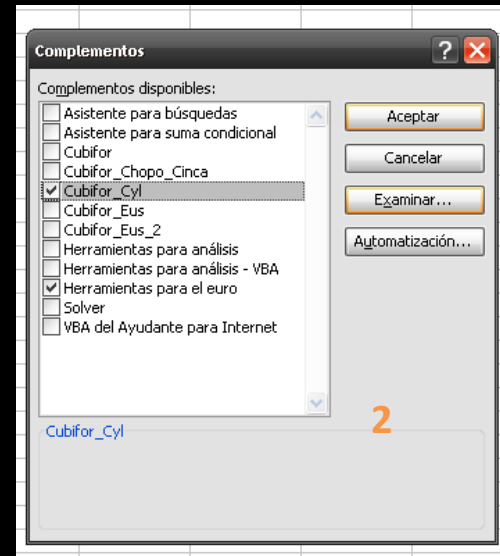 Complementos
Complementos disponibles:
Asistente para búsquedas
Asistente para suma condicional
Cubifor
Cubifor_Chopo_Cinca
Cubifor_Cyl
Cubifor_Eus
Cubifor_Eus_2
Herramientas para análisis
Herramientas para análisis - VBA
Herramientas para el euro
Solver
VBA del Ayudante para Internet
Aceptar
Cancelar
Examinar...
Automatización...
2
Cubifor_Cyl